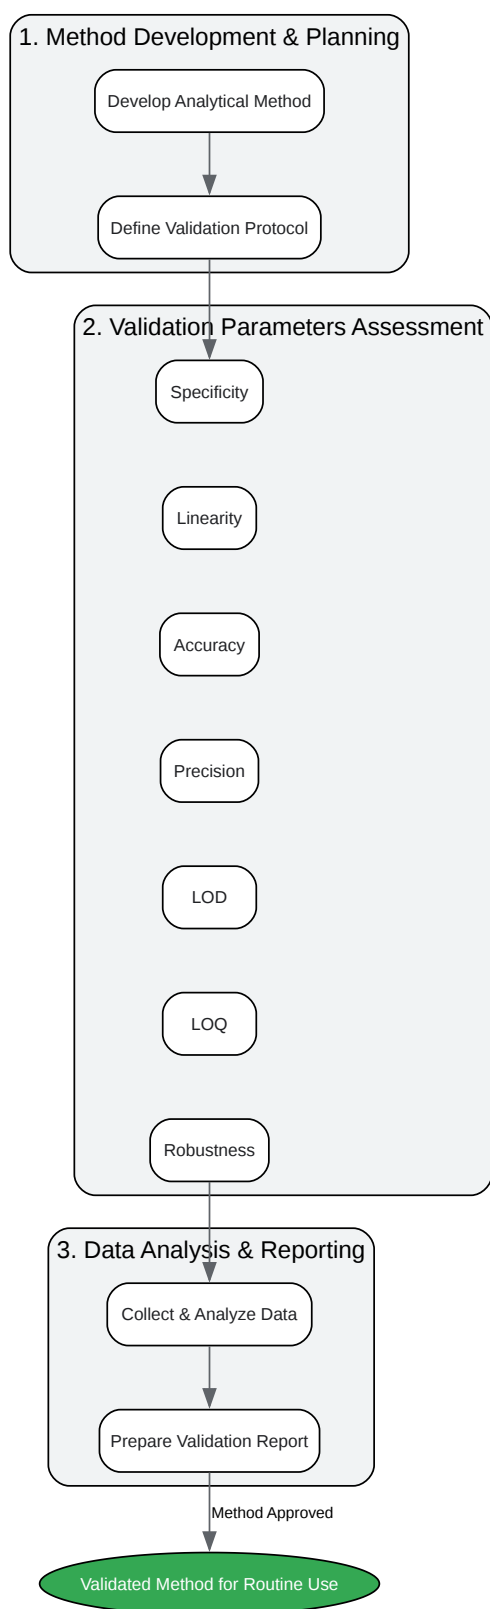 1. Method Development & Planning
Develop Analytical Method
Define Validation Protocol
2. Validation Parameters Assessment
Specificity
Linearity
Accuracy
Precision
LOD
LOQ
Robustness
3. Data Analysis & Reporting
Collect & Analyze Data
Prepare Validation Report
Method Approved
Validated Method for Routine Use